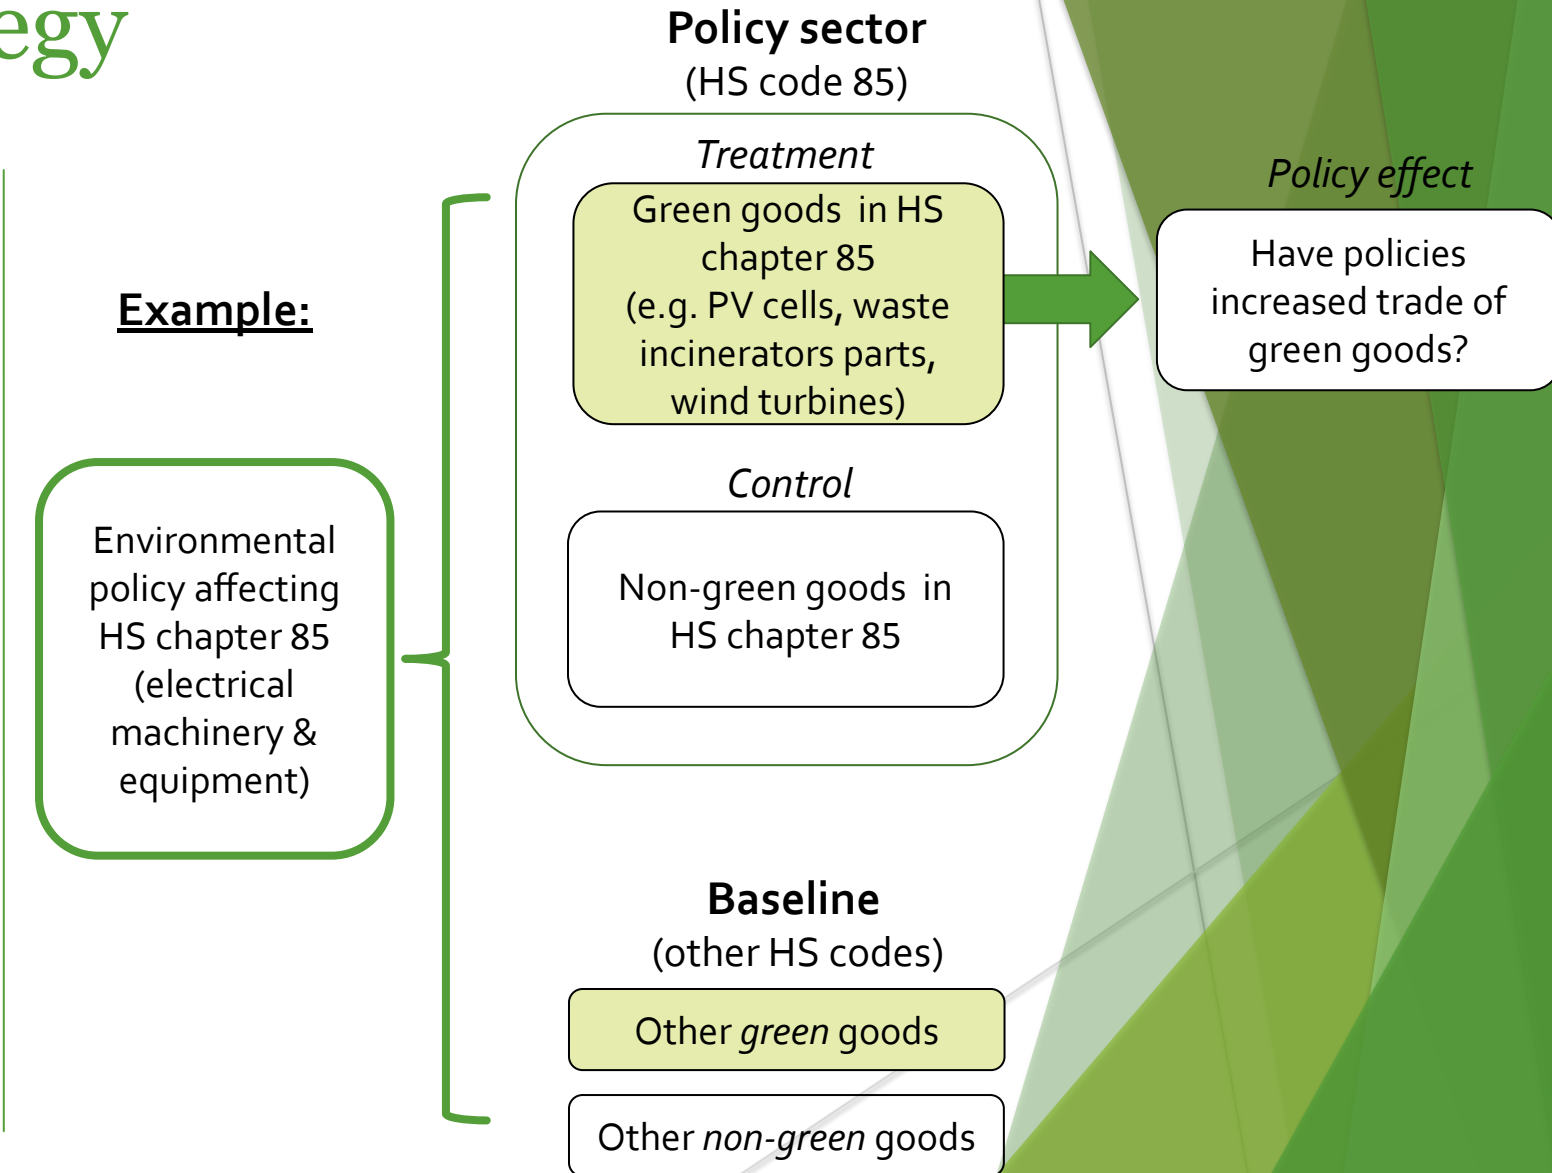 egy
Example:
Environmental
policy affecting
HS chapter 85
(electrical
machinery &
equipment)
Policy sector
(HS code 85)
Treatment
Green goods in HS
chapter 85
(e.g. PV cells, waste
incinerators parts,
wind turbines)
Control
Non-green goods in
HS chapter 85
Baseline
(other HS codes)
Other green goods
Other non-green goods
Policy effect
Have policies
increased trade of
green goods?